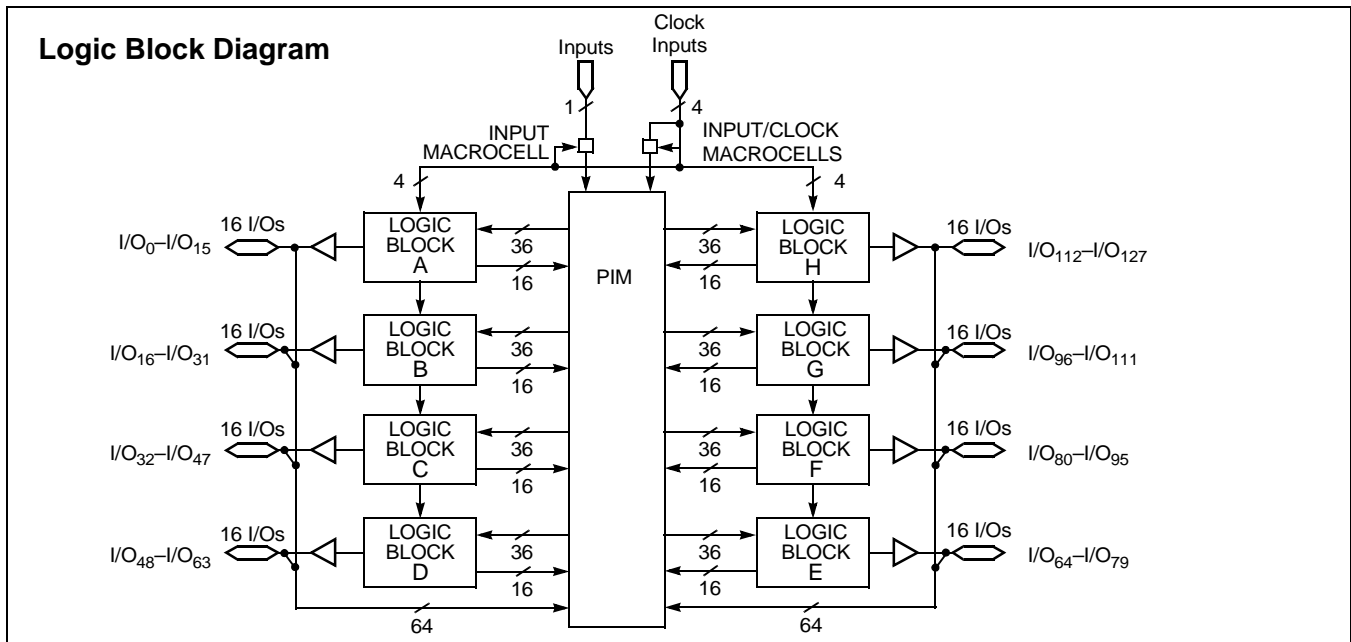 Logic Block Diagram
Clock
Inputs
Inputs
1
4
INPUT
MACROCELL
INPUT/CLOCK
MACROCELLS
4
4
PIM
I/O0–I/O15
16 I/Os
LOGIC
BLOCK
A
36
16
36
16
LOGIC
BLOCK
H
16 I/Os
I/O112–I/O127
I/O16–I/O31
16 I/Os
LOGIC
BLOCK
B
36
16
36
16
LOGIC
BLOCK
G
16 I/Os
I/O96–I/O111
I/O32–I/O47
16 I/Os
LOGIC
BLOCK
C
36
16
36
16
LOGIC
BLOCK
F
16 I/Os
I/O80–I/O95
I/O48–I/O63
16 I/Os
LOGIC
BLOCK
D
36
16
36
16
LOGIC
BLOCK
E
16 I/Os
I/O64–I/O79
64
64